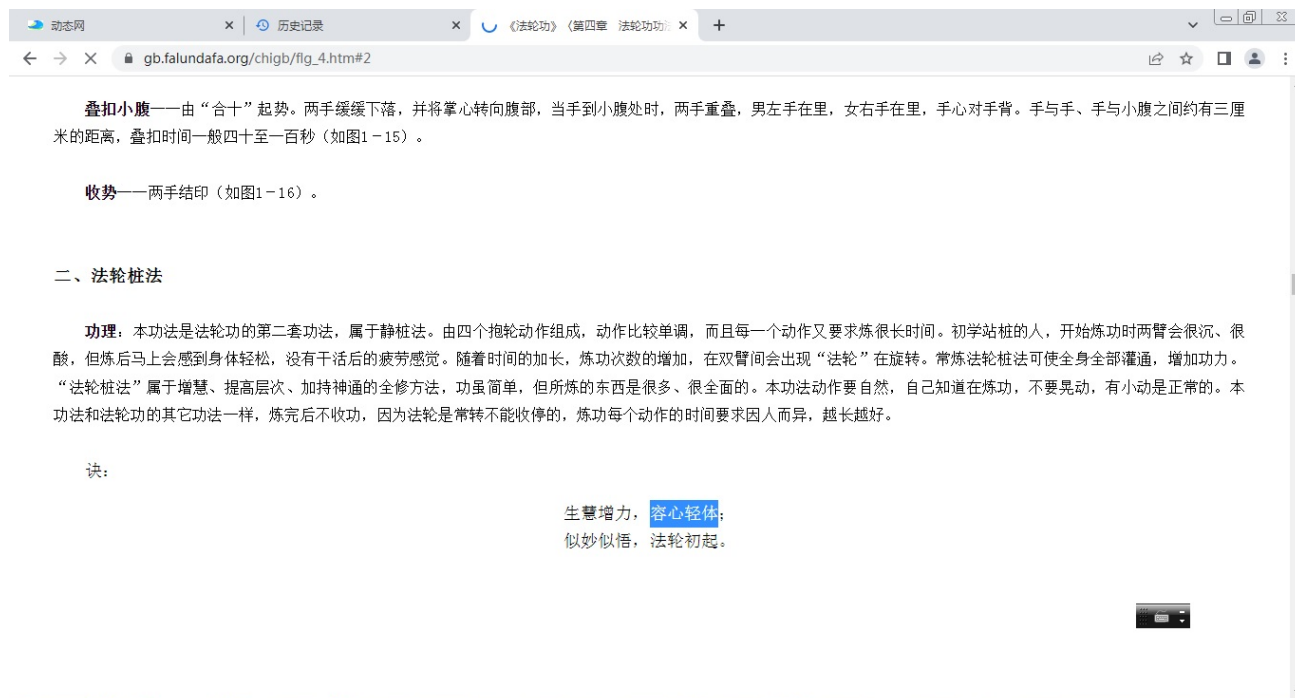 动态网
历史记录
《法轮功》〈第四章 法轮功功法
gb.falundafa.org/chigb/flg_4.htm#2
叠扣小腹——由“合十”起势。两手缓缓下落，并将掌心转向腹部，当手到小腹处时，两手重叠，男左手在里，女右手在里，手心对手背。手与手、手与小腹之间约有三厘
米的距离，叠扣时间一般四十至一百秒（如图1－15）。
收势——两手结印（如图1－16）。
二、法轮桩法
功理：本功法是法轮功的第二套功法，属于静桩法。由四个抱轮动作组成，动作比较单调，而且每一个动作又要求炼很长时间。初学站桩的人，开始炼功时两臂会很沉、很
酸，但炼后马上会感到身体轻松，没有干活后的疲劳感觉。随着时间的加长，炼功次数的增加，在双臂间会出现“法轮”在旋转。常炼法轮桩法可使全身全部灌通，增加功力。
“法轮桩法”属于增慧、提高层次、加持神通的全修方法，功虽简单，但所炼的东西是很多、很全面的。本功法动作要自然，自己知道在炼功，不要晃动，有小动是正常的。本
功法和法轮功的其它功法一样，炼完后不收功，因为法轮是常转不能收停的，炼功每个动作的时间要求因人而异，越长越好。
诀：
生慧增力，容心轻体；
似妙似悟，法轮初起。